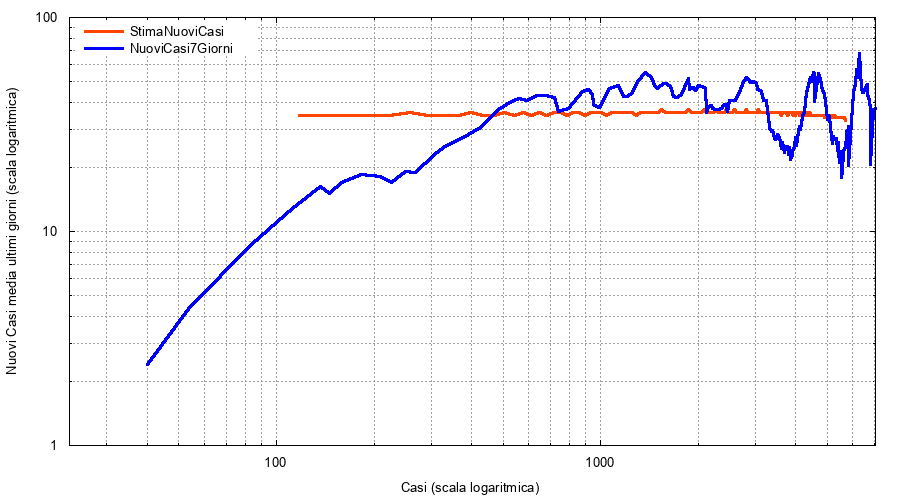 100
StimaNuoviCasi
NuoviCasi7Giorni
10
1
Nuovi Casi media ultimi giorni (scala logaritmica)
100
1000
Casi (scala logaritmica)